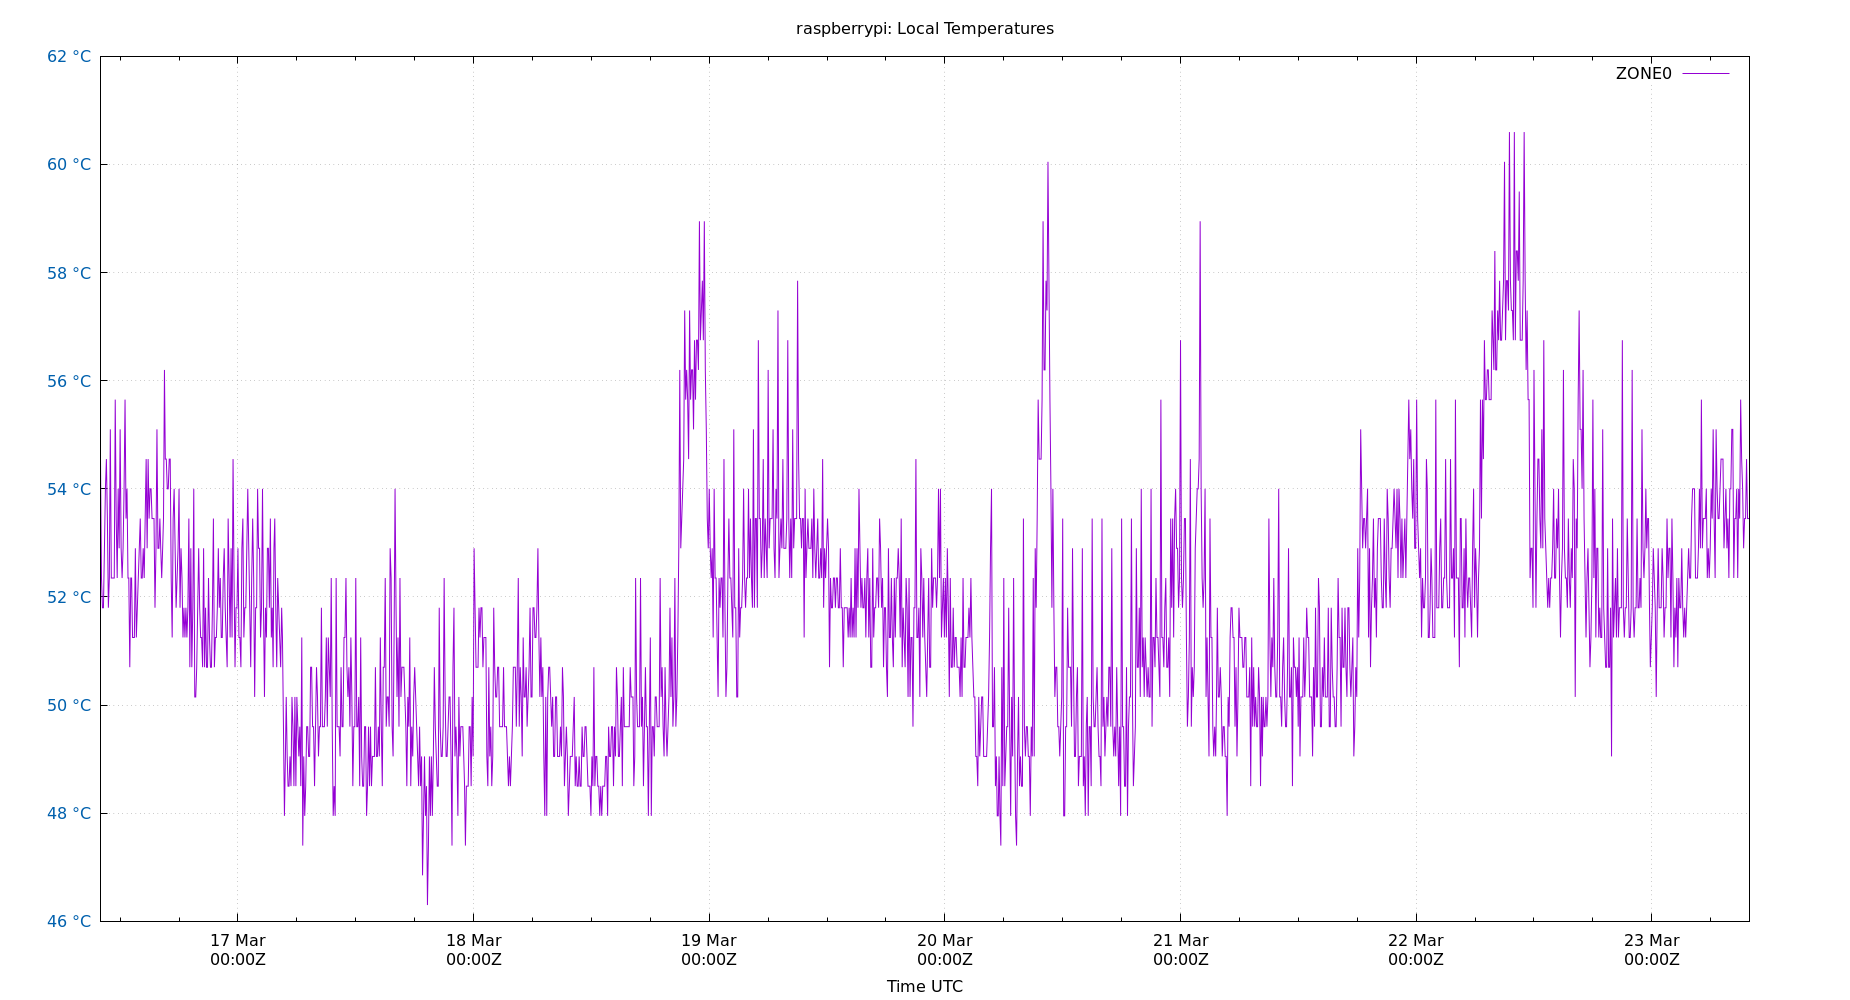 raspberrypi: Local Temperatures
ZONE0
62 °C
60 °C
58 °C
56 °C
54 °C
52 °C
50 °C
48 °C
46 °C
17 Mar 18 Mar 19 Mar 20 Mar 21 Mar 22 Mar 23 Mar
00:00Z 00:00Z 00:00Z 00:00Z 00:00Z 00:00Z 00:00Z
Time UTC